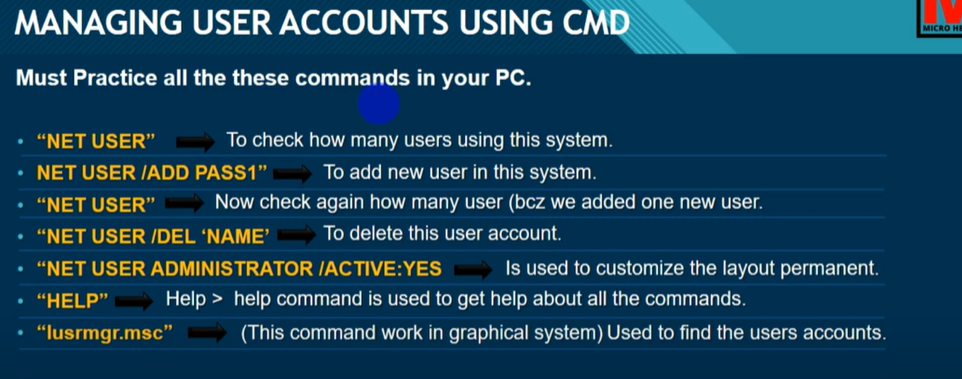 MANAGING USER ACCOUNTS USING CMD
MICRO HE
Must Practice all the these commands in your PC.
• “NET USER” To check how many users using this system.
• NET USER /ADD PASS1” To add new user in this system.
• “NET USER” Now check again how many user (bcz we added one new user.
• “NET USER /DEL ‘NAME’ To delete this user account.
• “NET USER ADMINISTRATOR /ACTIVE:YES Is used to customize the layout permanent.
• “HELP” Help > help command is used to get help about all the commands.
• “lusrmgr.msc” (This command work in graphical system) Used to find the users accounts.